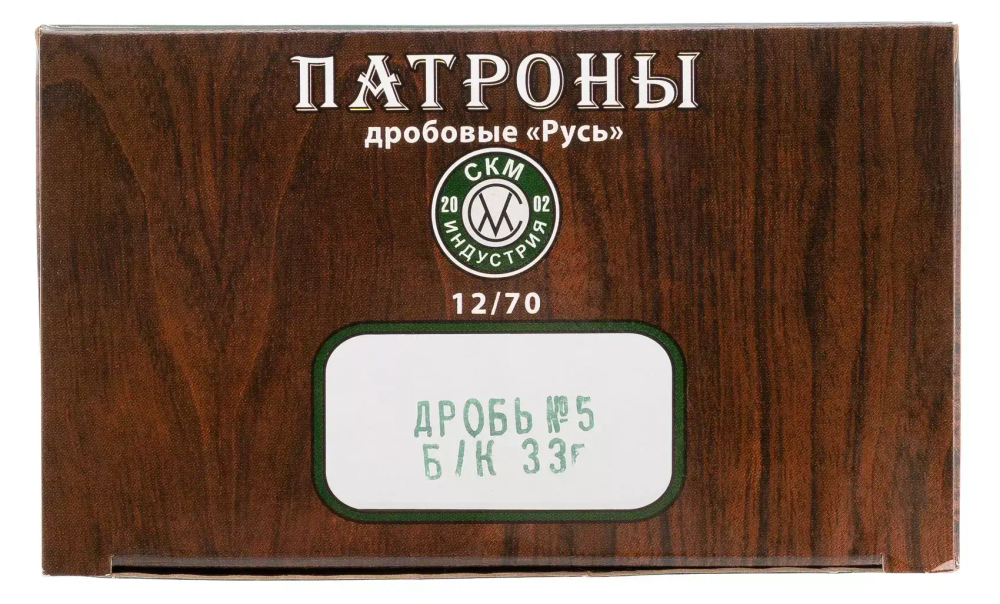 ПАТРОНЫ
дробовые «Русь»
СКМ
20 02
ИНДУСТРИЯ
12/70
ДРОБЬ №5
Б/К 33г